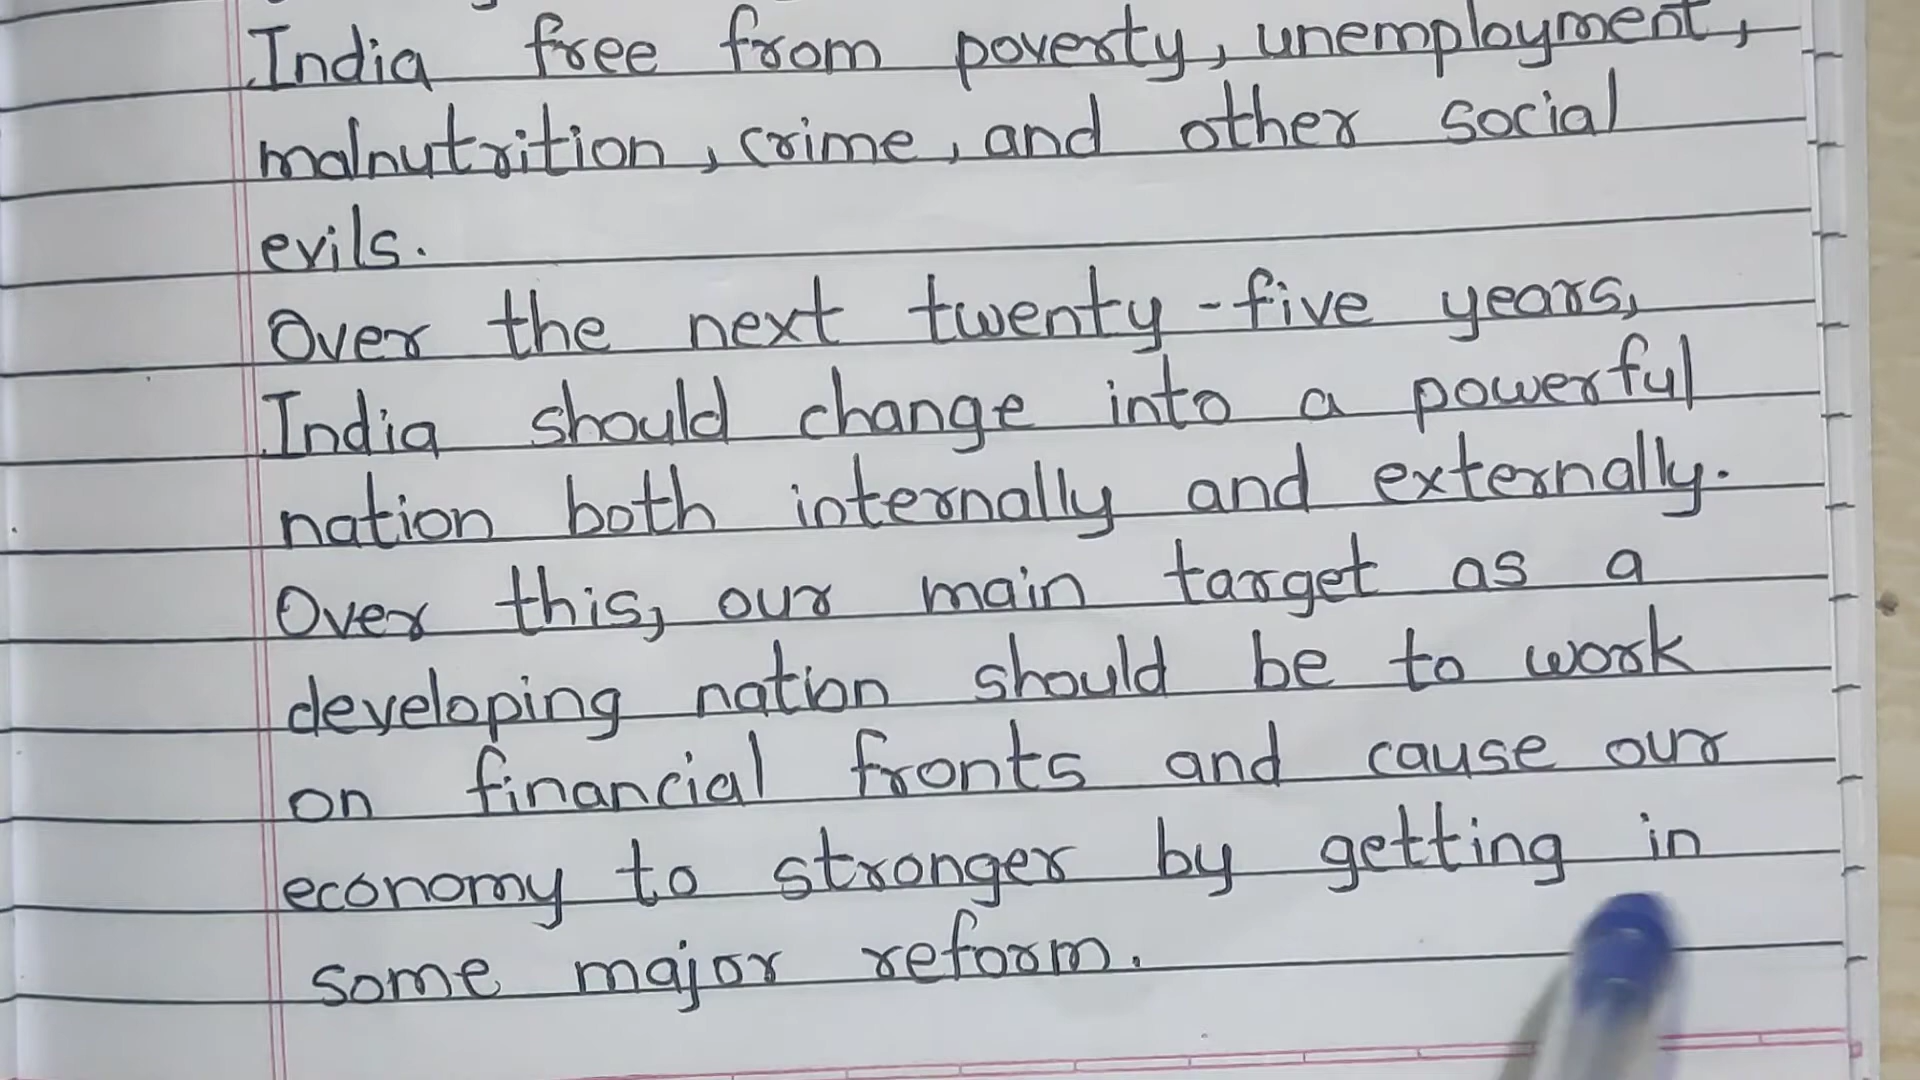 India free from poverty, unemployment,
malnutrition, crime, and other social
evils.
Over the next twenty-five years,
India should change into a powerful
nation both internally and externally.
Over this, our main target as a
developing nation should be to work
on financial fronts and cause our
economy to stronger by getting in
some major reform.